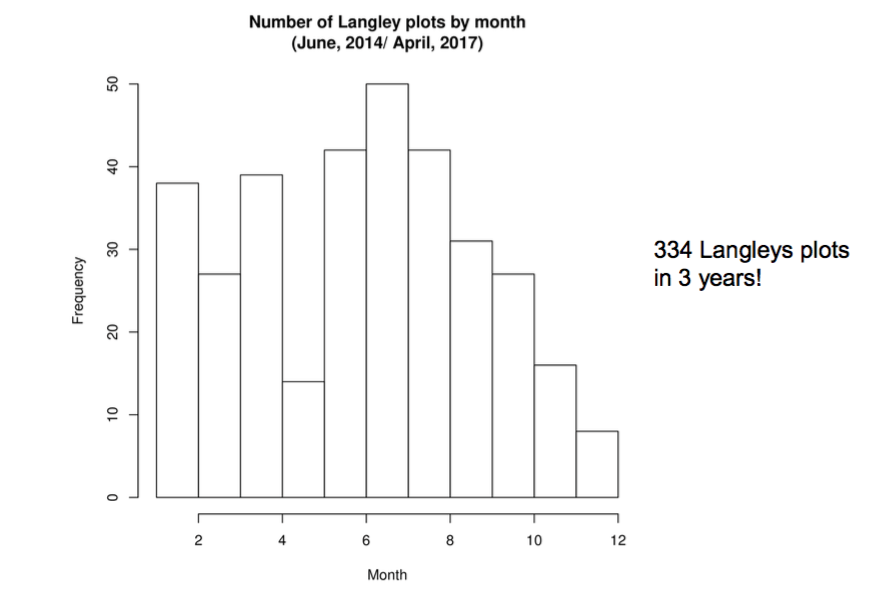 Number of Langley plots by month
(June, 2014/ April, 2017)
50
40
30
20
10
0
Frequency
2 4 6 8 10 12
Month
334 Langleys plots
in 3 years!